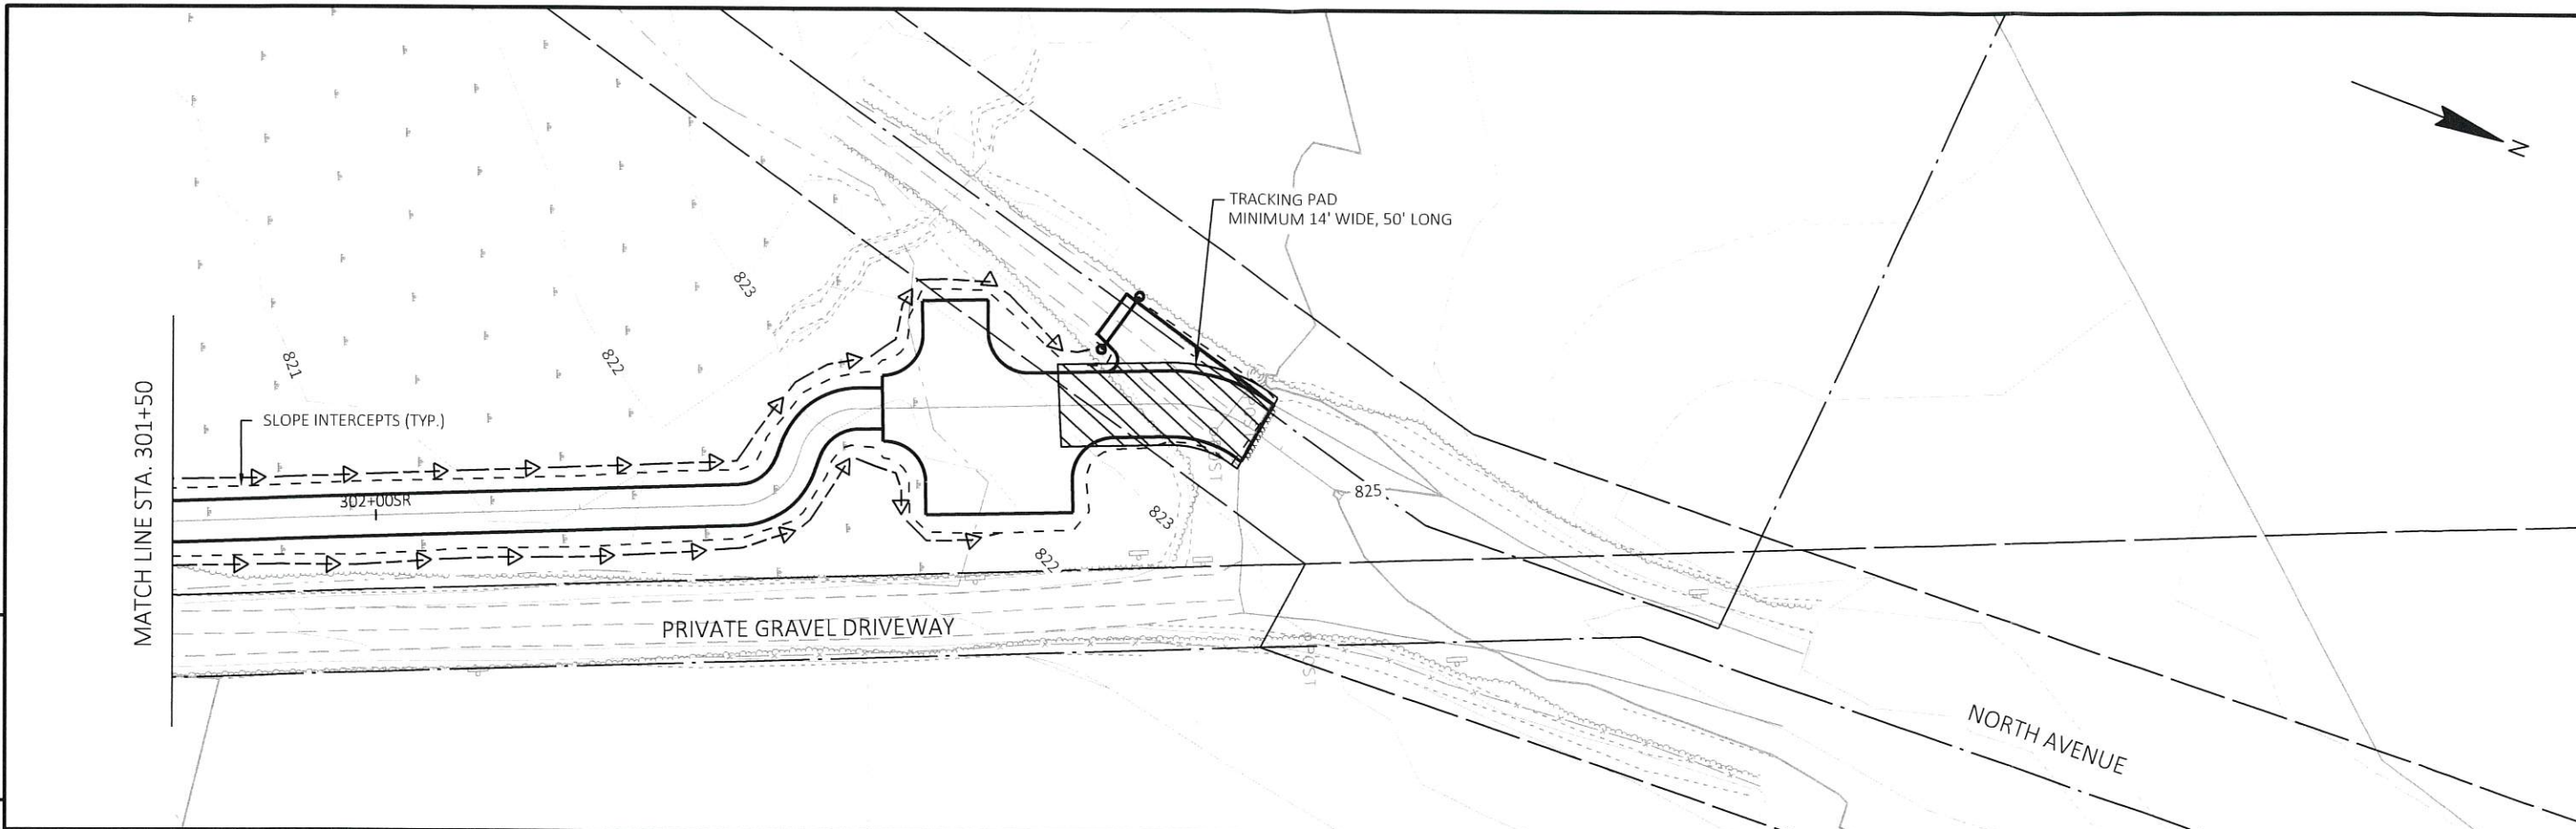 N
TRACKING PAD
MINIMUM 14' WIDE, 50' LONG
823
821
822
MATCH LINE STA. 301+50
SLOPE INTERCEPTS (TYP.)
302+00SR
825
823
822
PRIVATE GRAVEL DRIVEWAY
NORTH AVENUE